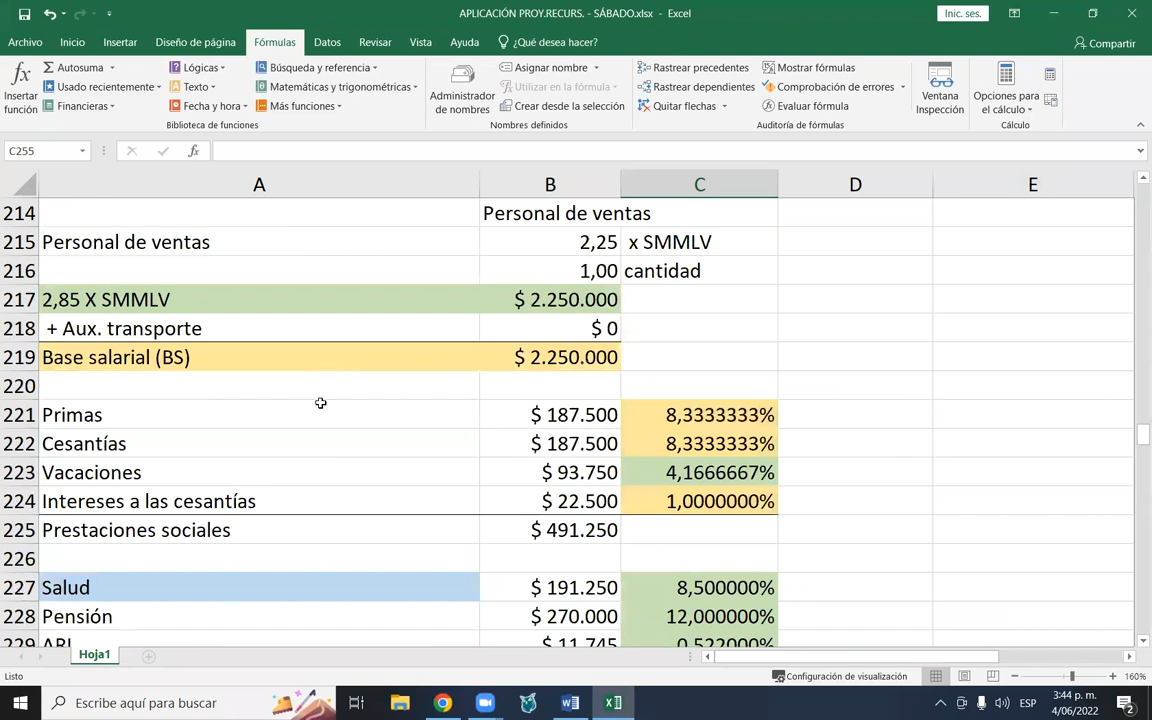 APLICACIÓN PROY.RECURS. - SÁBADO.xlsx - Excel
Inic. ses.
Archivo Inicio Insertar Diseño de página Fórmulas Datos Revisar Vista Ayuda ¿Qué desea hacer? Compartir
fx Insertar función
Autosuma Lógicas Búsqueda y referencia
Usado recientemente Texto Matemáticas y trigonométricas
Financieras Fecha y hora Más funciones
Biblioteca de funciones
Administrador de nombres
Asignar nombre
Utilizar en la fórmula
Crear desde la selección
Nombres definidos
Rastrear precedentes Mostrar fórmulas
Rastrear dependientes Comprobación de errores
Quitar flechas Evaluar fórmula
Auditoría de fórmulas
Ventana Inspección
Opciones para el cálculo
Cálculo
C255 fx
A B C D E
214 Personal de ventas
215 Personal de ventas 2,25 x SMMLV
216 1,00 cantidad
217 2,85 X SMMLV $ 2.250.000
218 + Aux. transporte $ 0
219 Base salarial (BS) $ 2.250.000
220
221 Primas $ 187.500 8,3333333%
222 Cesantías $ 187.500 8,3333333%
223 Vacaciones $ 93.750 4,1666667%
224 Intereses a las cesantías $ 22.500 1,0000000%
225 Prestaciones sociales $ 491.250
226
227 Salud $ 191.250 8,500000%
228 Pensión $ 270.000 12,000000%
229 ARL $ 11.745 0,522000%
Hoja1
Listo Configuración de visualización 160%
Escribe aquí para buscar
ESP
3:44 p. m.
4/06/2022
2